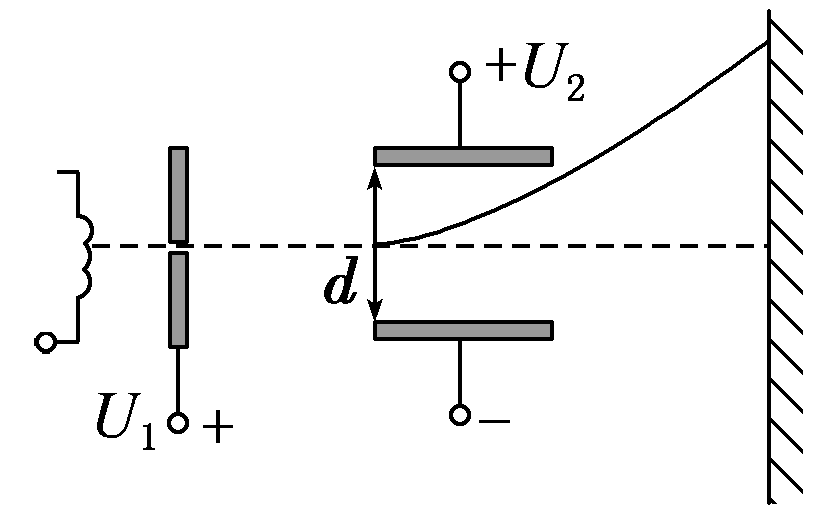 +U₂
d
U₁ +
−